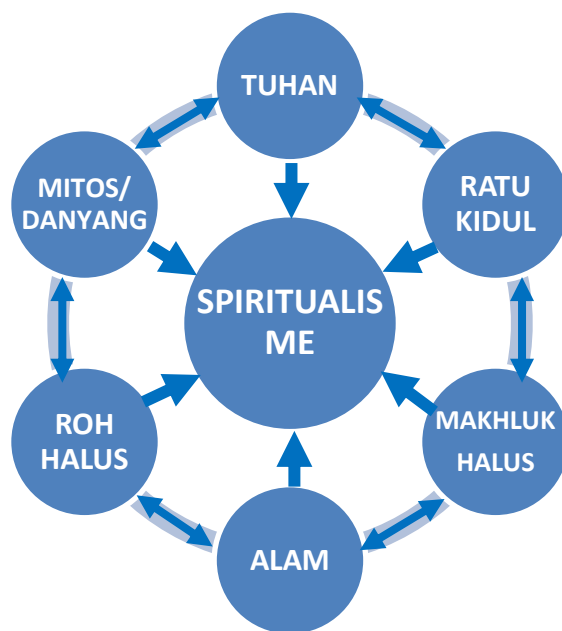 TUHAN
MITOS/
DANYANG
RATU
KIDUL
SPIRITUALIS
ME
ROH
HALUS
MAKHLUK
HALUS
ALAM